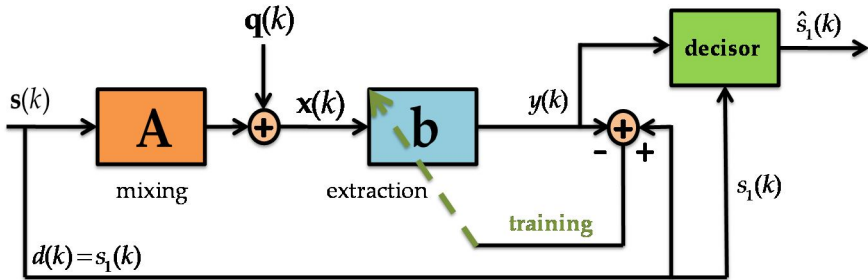 q(k)
ŝ₁(k)
decisor
s(k)
A
+
x(k)
b
y(k)
+
- +
mixing
extraction
training
s₁(k)
d(k)=s₁(k)